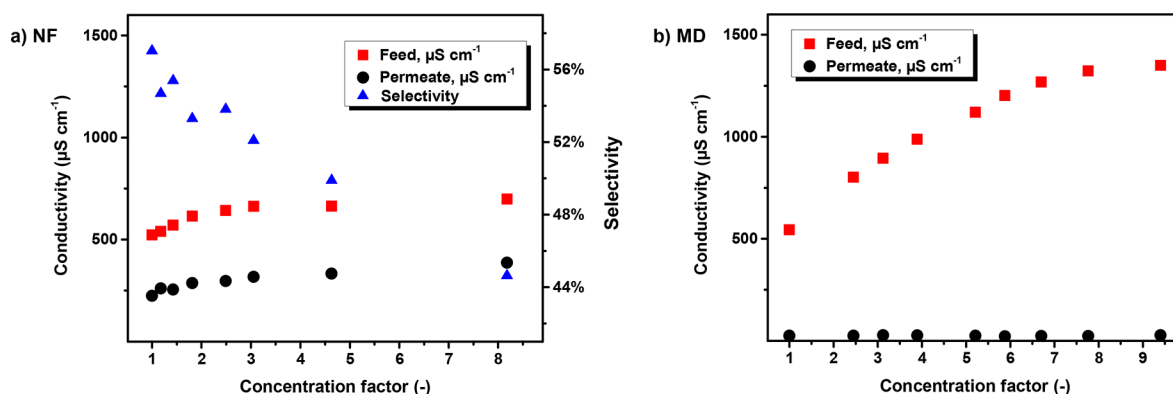 a) NF
Conductivity (µS cm⁻¹)
1500
1000
500
Feed, µS cm⁻¹
Permeate, µS cm⁻¹
Selectivity
56%
52%
48%
44%
Selectivity
1 2 3 4 5 6 7 8
Concentration factor (-)
b) MD
Conductivity (µS cm⁻¹)
1500
1000
500
Feed, µS cm⁻¹
Permeate, µS cm⁻¹
1 2 3 4 5 6 7 8 9
Concentration factor (-)